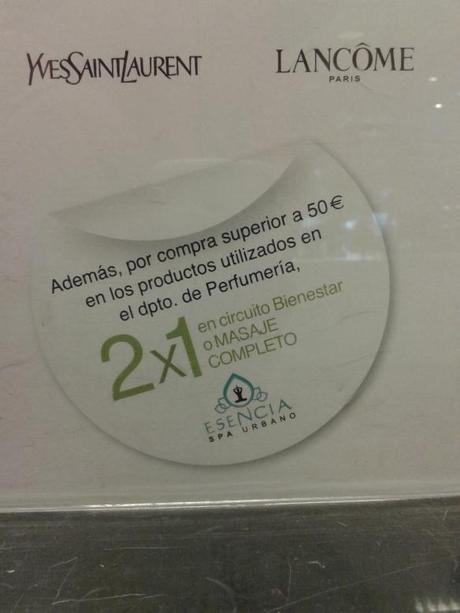 YVESSAINTLAURENT
LANCÔME
PARIS
Además, por compra superior a 50€
en los productos utilizados en
el dpto. de Perfumería,
2x1
en circuito Bienestar
o MASAJE
COMPLETO
ESENCIA
SPA URBANO